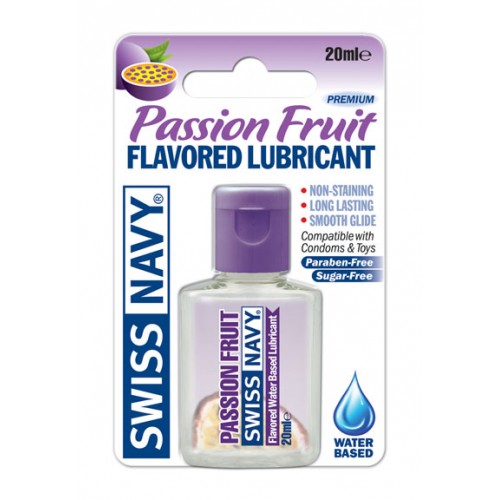 20ml℮
PREMIUM
Passion Fruit
FLAVORED LUBRICANT
• NON-STAINING
• LONG LASTING
• SMOOTH GLIDE
Compatible with
Condoms & Toys
Paraben-Free
Sugar-Free
SWISS NAVY®
PASSION FRUIT
SWISS NAVY®
Flavored Water Based Lubricant
20ml℮
WATER
BASED